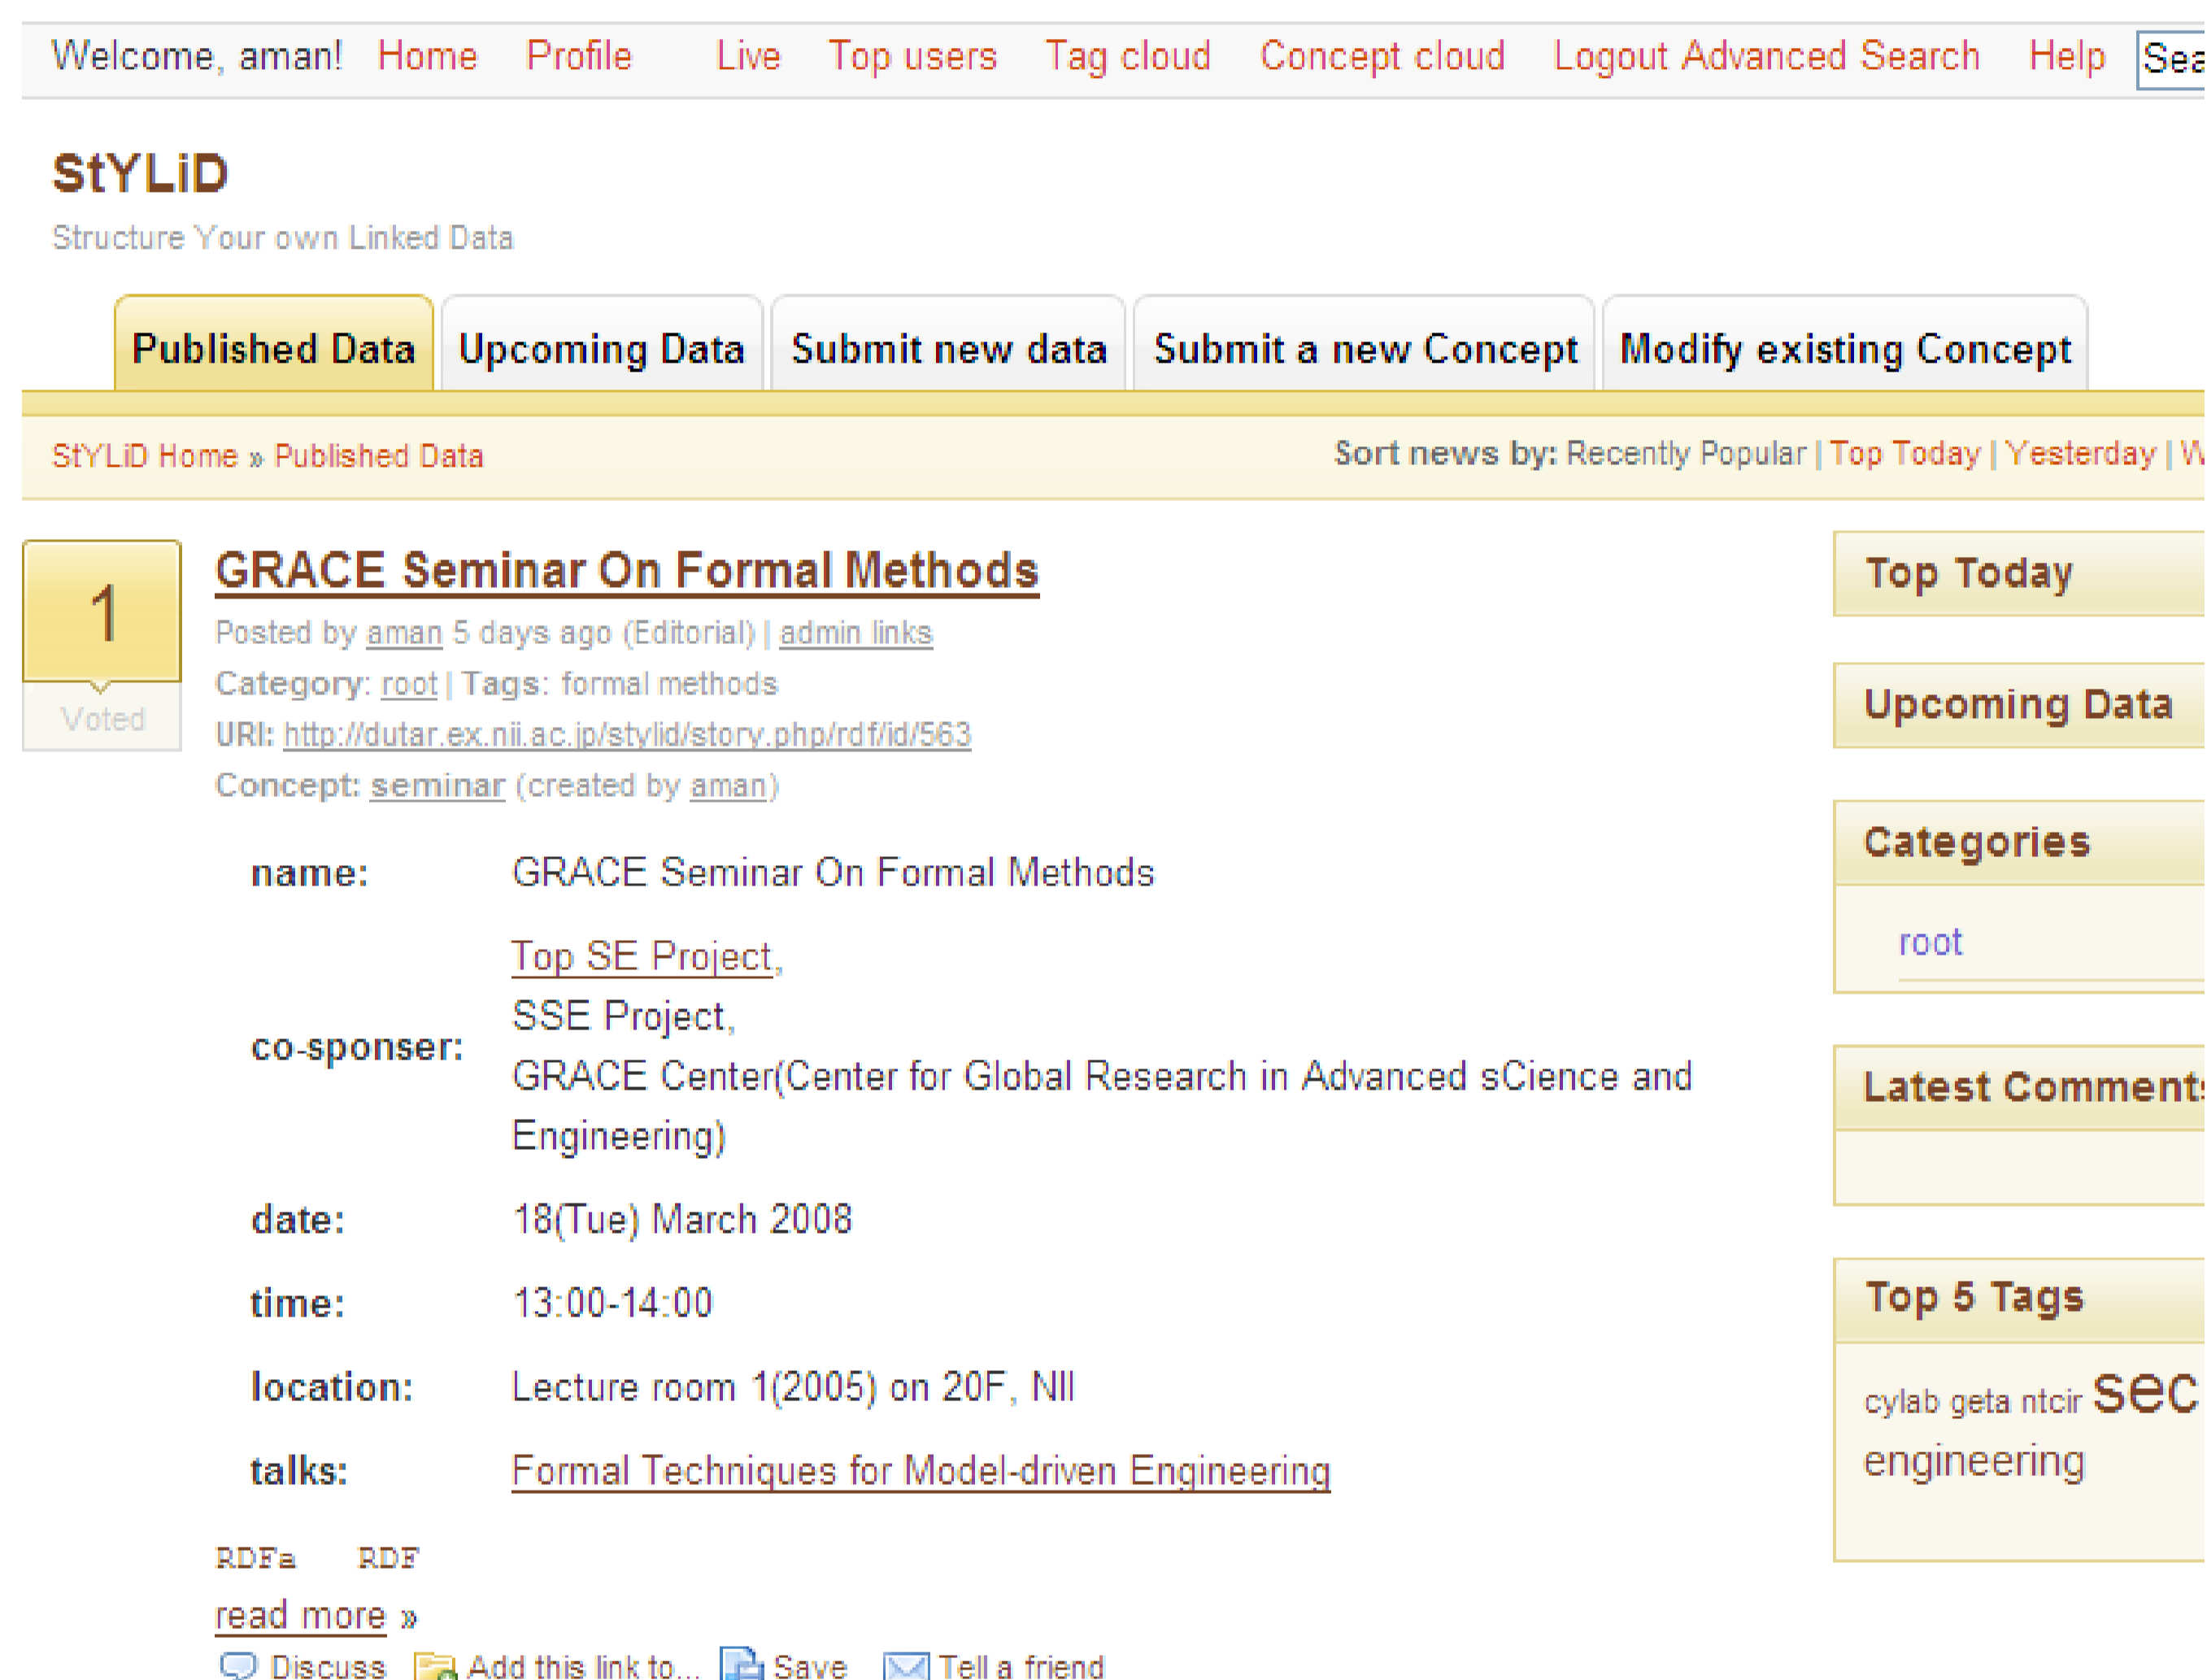 Welcome, aman! Home Profile Live Top users Tag cloud Concept cloud Logout Advanced Search Help
StYLiD
Structure Your own Linked Data
Published Data Upcoming Data Submit new data Submit a new Concept Modify existing Concept
StYLiD Home » Published Data Sort news by: Recently Popular | Top Today | Yesterday |
1
Voted
GRACE Seminar On Formal Methods
Posted by aman 5 days ago (Editorial) | admin links
Category: root | Tags: formal methods
URI: http://dutar.ex.nii.ac.jp/stylid/story.php/rdf/id/563
Concept: seminar (created by aman)
name: GRACE Seminar On Formal Methods
co-sponser: Top SE Project,
SSE Project,
GRACE Center(Center for Global Research in Advanced sCience and
Engineering)
date: 18(Tue) March 2008
time: 13:00-14:00
location: Lecture room 1(2005) on 20F, NII
talks: Formal Techniques for Model-driven Engineering
RDFa RDF
read more »
Discuss Add this link to... Save Tell a friend
Top Today
Upcoming Data
Categories
root
Latest Comments
Top 5 Tags
cylab geta ntcir sec
engineering